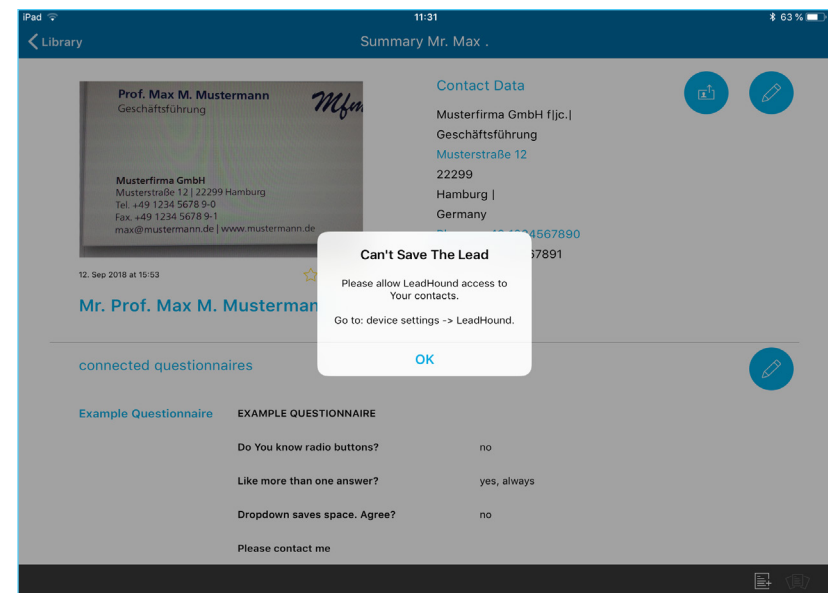 iPad
11:31
63 %
Library
Summary Mr. Max .
Prof. Max M. Mustermann
Geschäftsführung
Musterfirma GmbH
Musterstraße 12 | 22299 Hamburg
Tel. +49 1234 5678 9-0
Fax. +49 1234 5678 9-1
max@mustermann.de | www.mustermann.de
12. Sep 2018 at 15:53
Mr. Prof. Max M. Musterman
Contact Data
Musterfirma GmbH f|jc.|
Geschäftsführung
Musterstraße 12
22299
Hamburg |
Germany
4567890
7891
Can't Save The Lead
Please allow LeadHound access to
Your contacts.
Go to: device settings -> LeadHound.
OK
connected questionnaires
Example Questionnaire
EXAMPLE QUESTIONNAIRE
Do You know radio buttons?
no
Like more than one answer?
yes, always
Dropdown saves space. Agree?
no
Please contact me